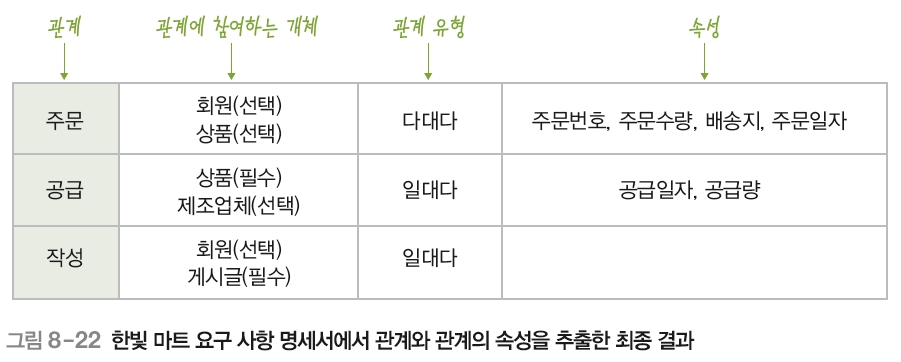 관계 관계에 참여하는 개체 관계 유형 속성
주문 회원(선택) 상품(선택) 다대다 주문번호, 주문수량, 배송지, 주문일자
공급 상품(필수) 제조업체(선택) 일대다 공급일자, 공급량
작성 회원(선택) 게시글(필수) 일대다
그림 8-22 한빛 마트 요구 사항 명세서에서 관계와 관계의 속성을 추출한 최종 결과